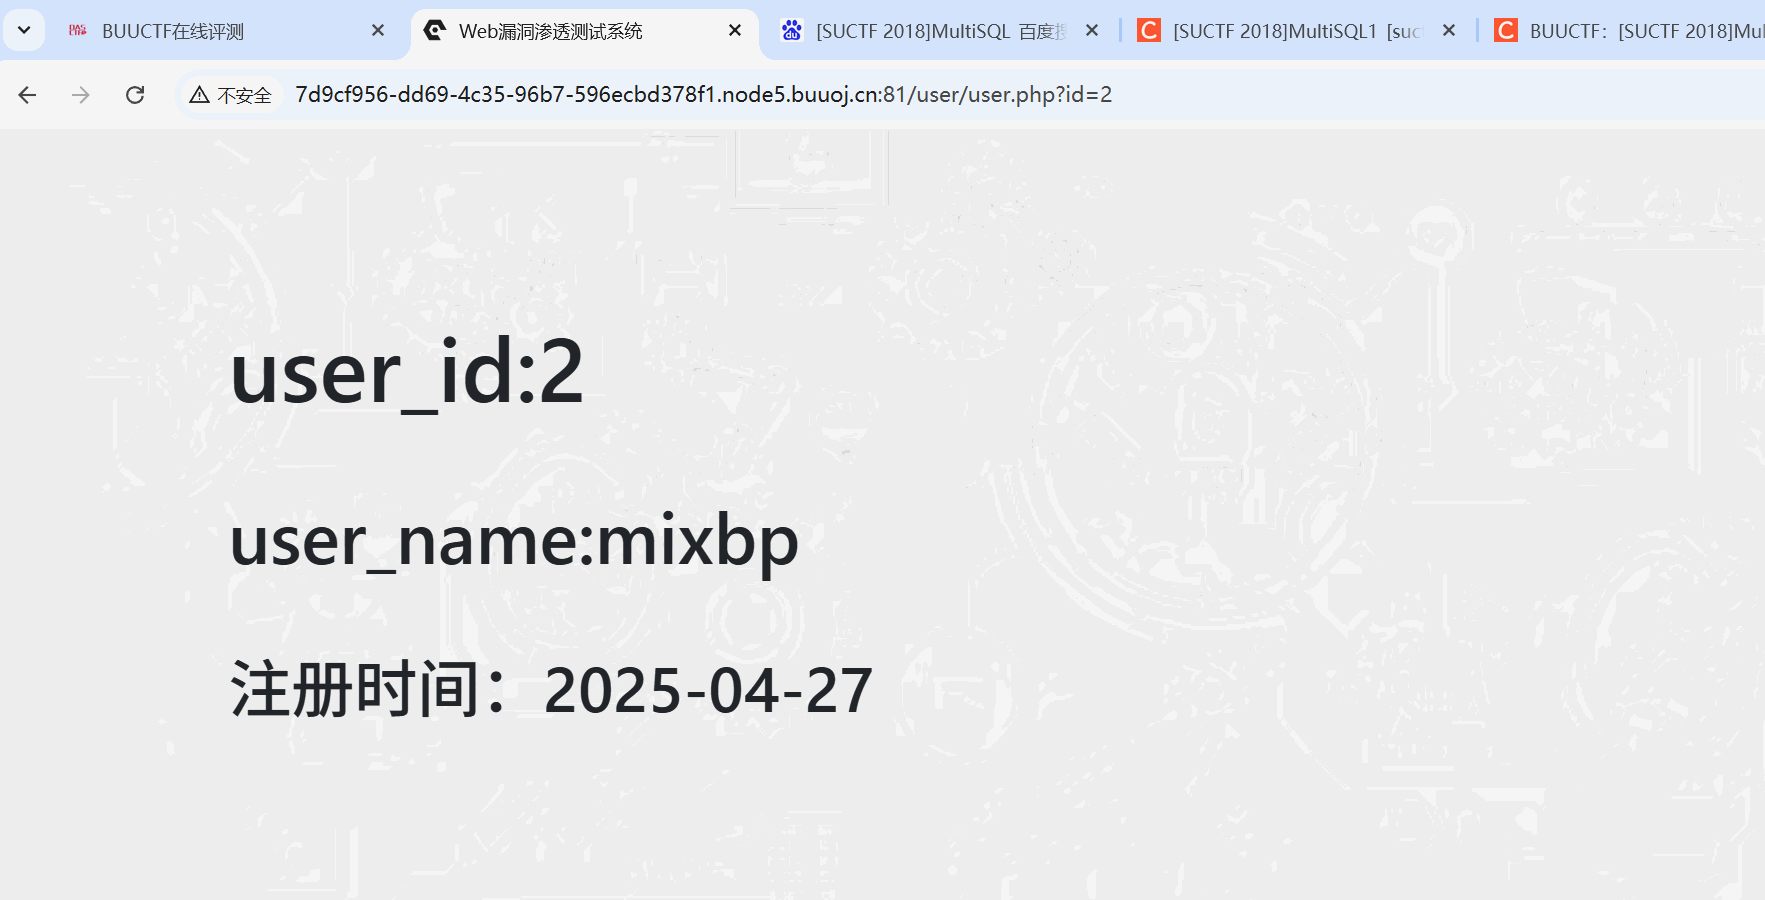 BUUCTF在线评测
Web漏洞渗透测试系统
[SUCTF 2018]MultiSQL 百度
[SUCTF 2018]MultiSQL1 [suc
BUUCTF：[SUCTF 2018]Mul
不安全
7d9cf956-dd69-4c35-96b7-596ecbd378f1.node5.buuoj.cn:81/user/user.php?id=2
user_id:2
user_name:mixbp
注册时间：2025-04-27